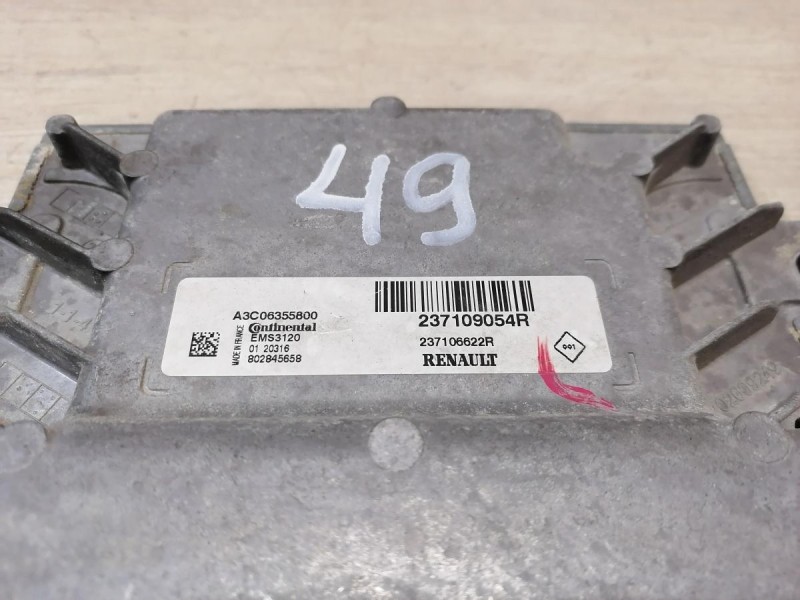 49
A3C06355800
Continental
EMS3120
01 20316
802845658
MADE IN FRANCE
237109054R
237106622R
RENAULT